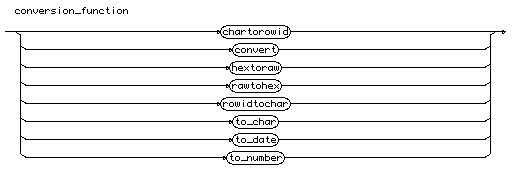 conversion_function
chartorowid
convert
hextoraw
rawtohex
rowidtochar
to_char
to_date
to_number